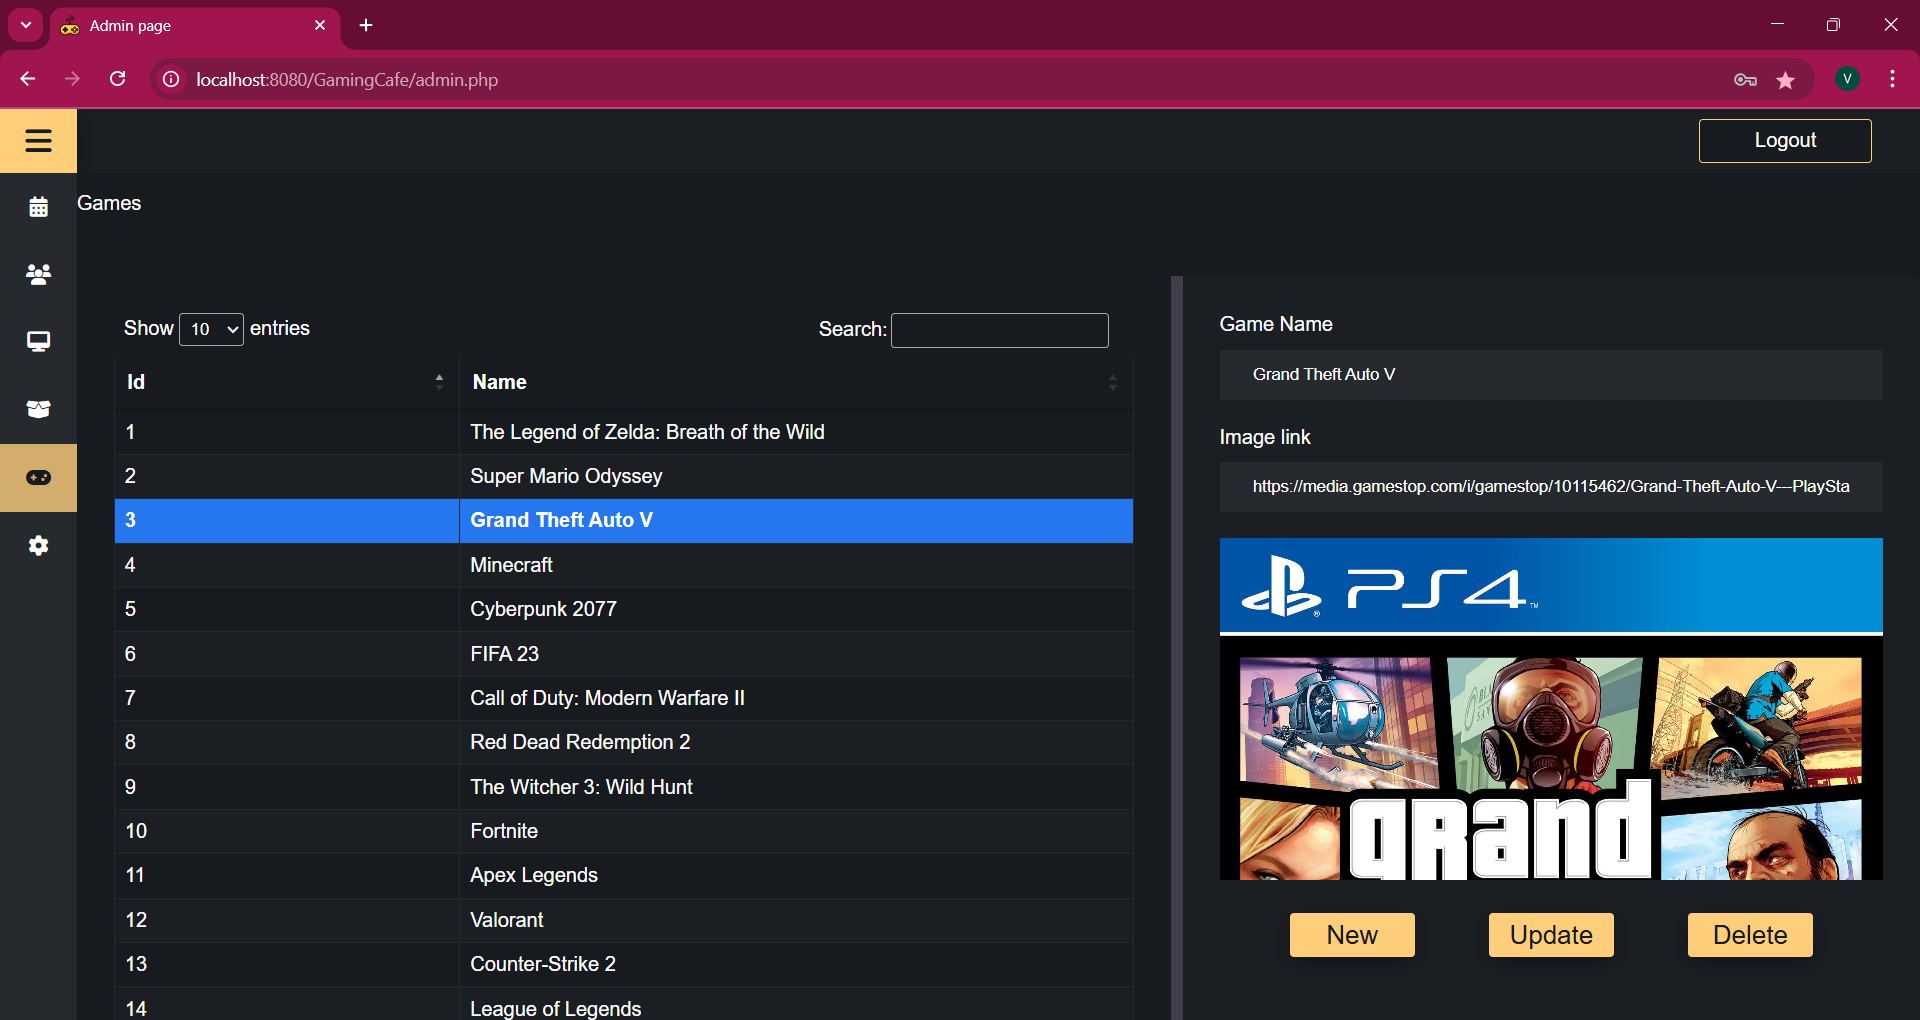 Admin page
localhost:8080/GamingCafe/admin.php
V
Logout
Games
Show 10 entries
Search:
Id Name
1 The Legend of Zelda: Breath of the Wild
2 Super Mario Odyssey
3 Grand Theft Auto V
4 Minecraft
5 Cyberpunk 2077
6 FIFA 23
7 Call of Duty: Modern Warfare II
8 Red Dead Redemption 2
9 The Witcher 3: Wild Hunt
10 Fortnite
11 Apex Legends
12 Valorant
13 Counter-Strike 2
14 League of Legends
Game Name
Grand Theft Auto V
Image link
https://media.gamestop.com/i/gamestop/10115462/Grand-Theft-Auto-V---PlaySta
PS4™
grand
New Update Delete